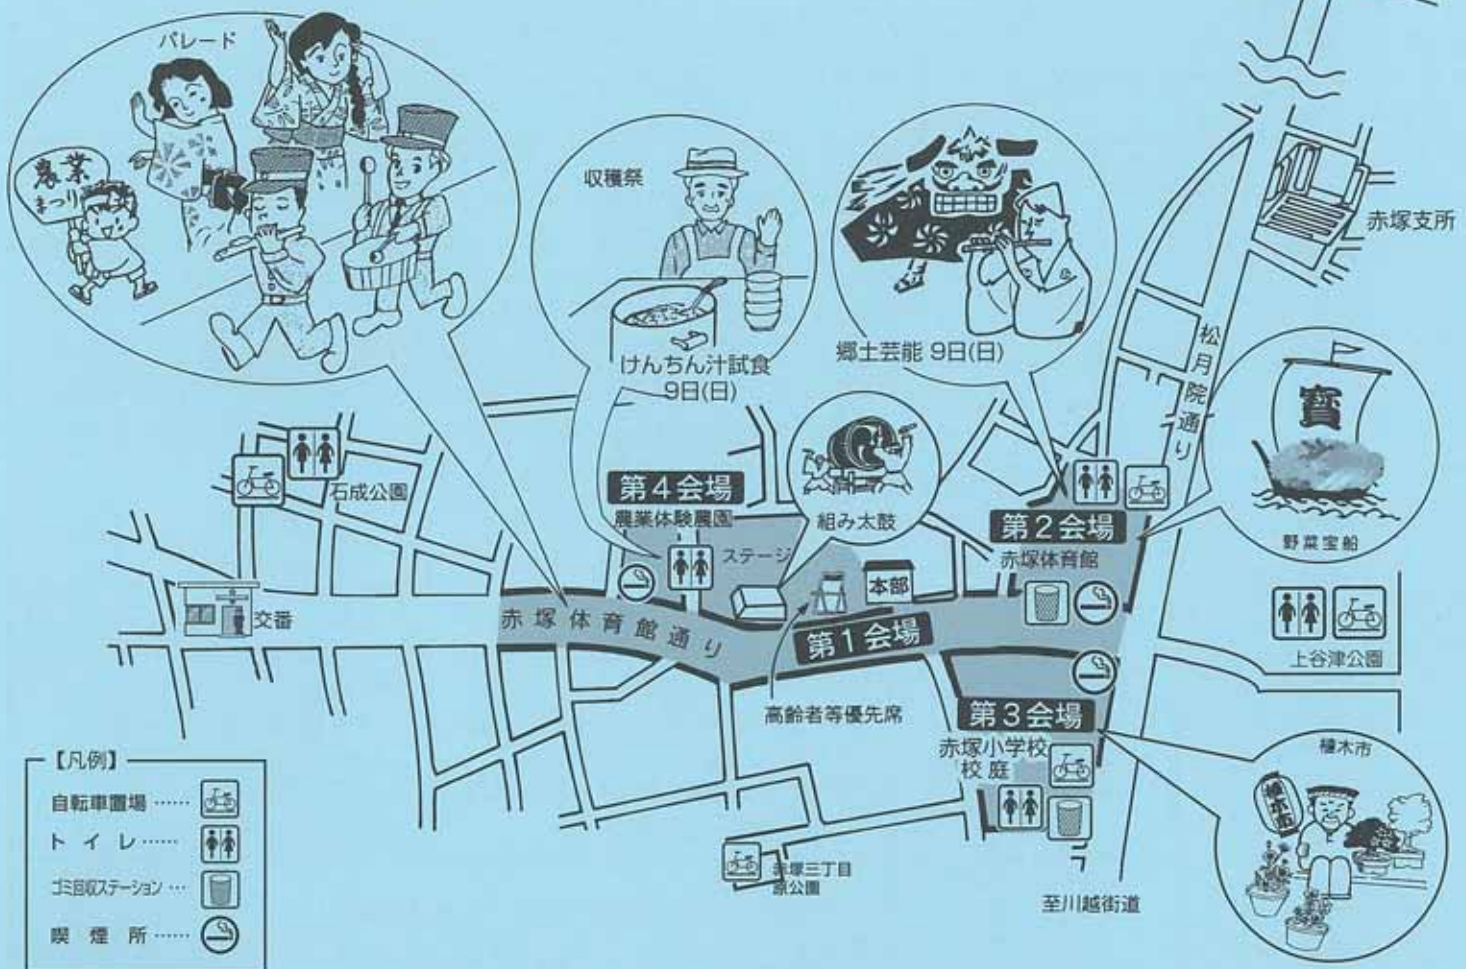 パレード
農業
まつり
収穫祭
けんちん汁試食
9日(日)
郷土芸能 9日(日)
赤塚支所
松月院通り
寳
野菜宝船
石成公園
第4会場
農業体験農園
ステージ
組み太鼓
本部
第2会場
赤塚体育館
交番
赤塚体育館通り
第1会場
高齢者等優先席
上谷津公園
第3会場
赤塚小学校
校庭
植木市
植木市
赤塚三丁目
原公園
至川越街道
【凡例】
自転車置場……
トイレ……
ゴミ回収ステーション…
喫煙所……